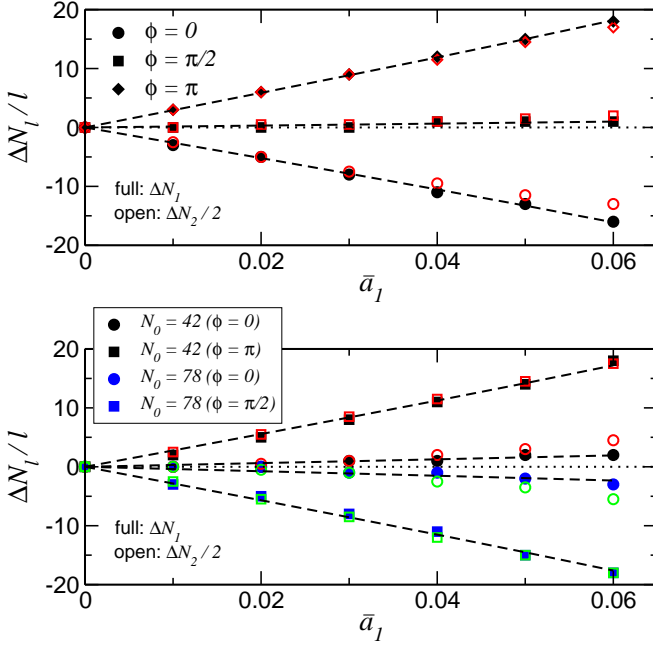 20
10
0
-10
-20
ΔN_l / l
ϕ = 0
ϕ = π/2
ϕ = π
full: ΔN_1
open: ΔN_2 / 2
0 0.02 0.04 0.06
a̅_1
N_0 = 42 (ϕ = 0)
N_0 = 42 (ϕ = π)
N_0 = 78 (ϕ = 0)
N_0 = 78 (ϕ = π/2)
20
10
0
-10
-20
ΔN_l / l
full: ΔN_1
open: ΔN_2 / 2
0 0.02 0.04 0.06
a̅_1